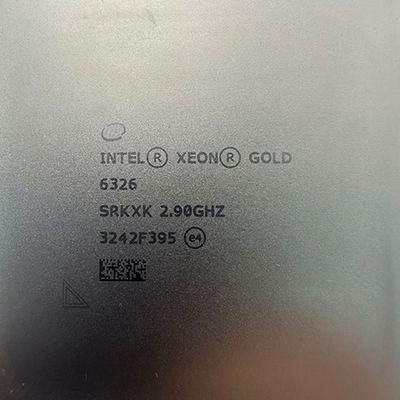 INTEL® XEON® GOLD
6326
SRKXK 2.90GHZ
3242F395 e4